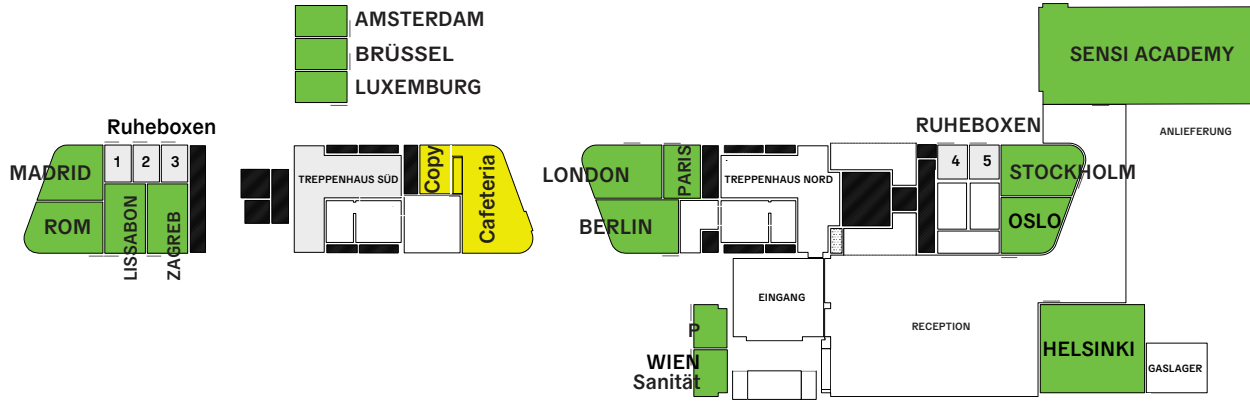 AMSTERDAM
BRÜSSEL
LUXEMBURG
SENSI ACADEMY
ANLIEFERUNG
Ruheboxen
1 2 3
MADRID
ROM
LISSABON
ZAGREB
TREPPENHAUS SÜD
Copy
Cafeteria
LONDON
PARIS
BERLIN
TREPPENHAUS NORD
RUHEBOXEN
4 5
STOCKHOLM
OSLO
EINGANG
RECEPTION
P
WIEN
Sanität
HELSINKI
GASLAGER